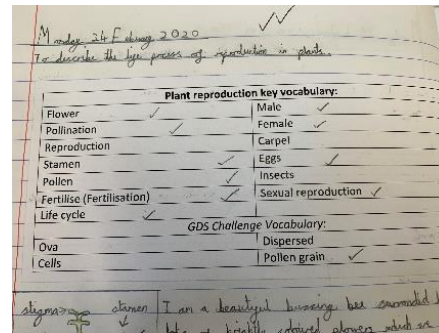 Monday 24 February 2020
To describe the life process of reproduction in plants.
Plant reproduction key vocabulary:
Flower
Male
Pollination
Female
Reproduction
Carpel
Stamen
Eggs
Pollen
Insects
Fertilise (Fertilisation)
Sexual reproduction
Life cycle
GDS Challenge Vocabulary:
Ova
Dispersed
Cells
Pollen grain
stigma stamen
I am a beautiful buzzing bee surrounded
brightly coloured flowers which are